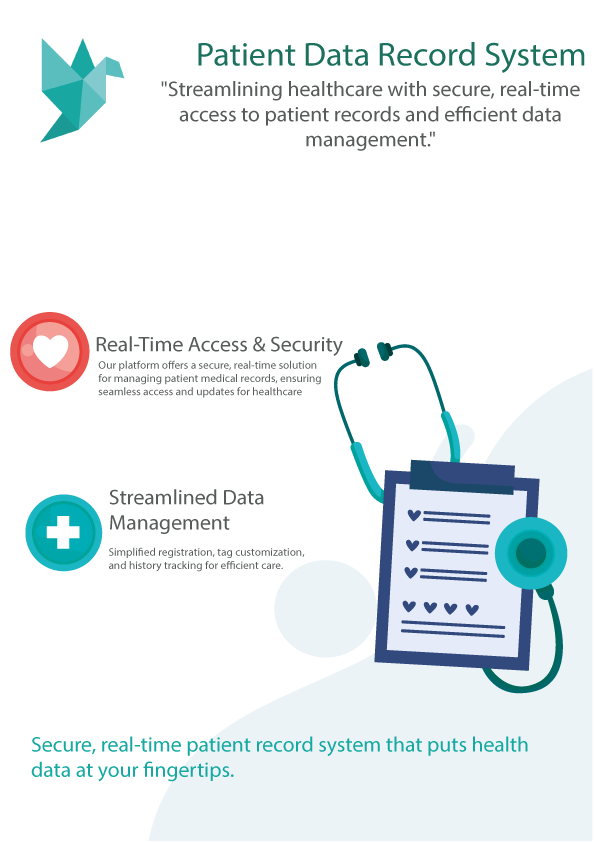 Patient Data Record System
"Streamlining healthcare with secure, real-time
access to patient records and efficient data
management."
Real-Time Access & Security
Our platform offers a secure, real-time solution
for managing patient medical records, ensuring
seamless access and updates for healthcare
Streamlined Data
Management
Simplified registration, tag customization,
and history tracking for efficient care.
Secure, real-time patient record system that puts health
data at your fingertips.